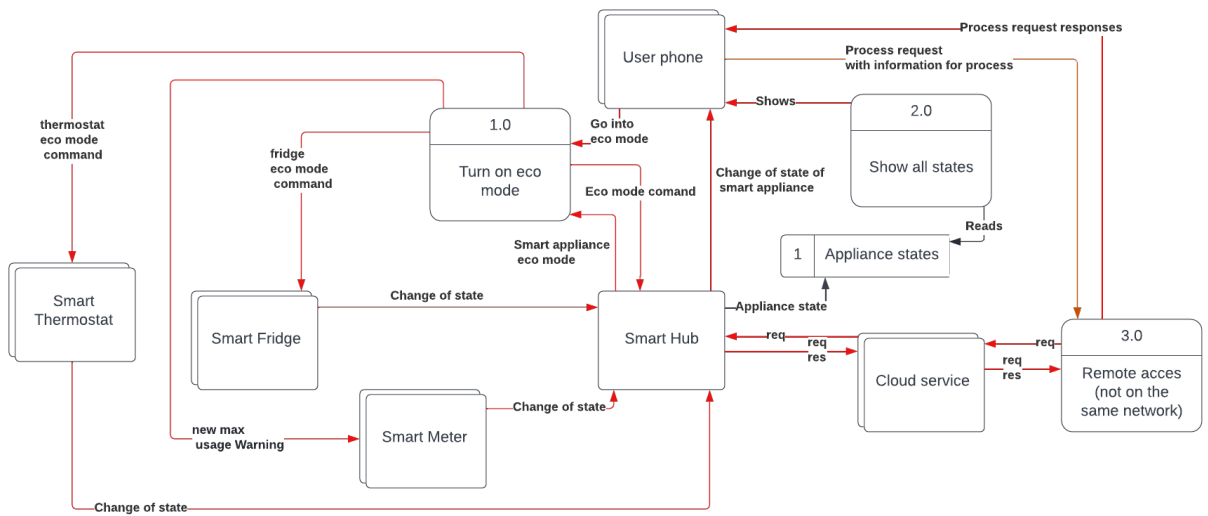 Process request responses
User phone
Process request
with information for process
Shows
2.0
Show all states
thermostat
eco mode
command
1.0
Turn on eco
mode
Go into
eco mode
fridge
eco mode
command
Eco mode comand
Change of state of
smart appliance
Reads
Smart appliance
eco mode
1
Appliance states
Smart
Thermostat
Change of state
Appliance state
Smart Fridge
Smart Hub
req
req
res
Cloud service
req
req
res
3.0
Remote acces
(not on the
same network)
Change of state
new max
usage Warning
Smart Meter
Change of state